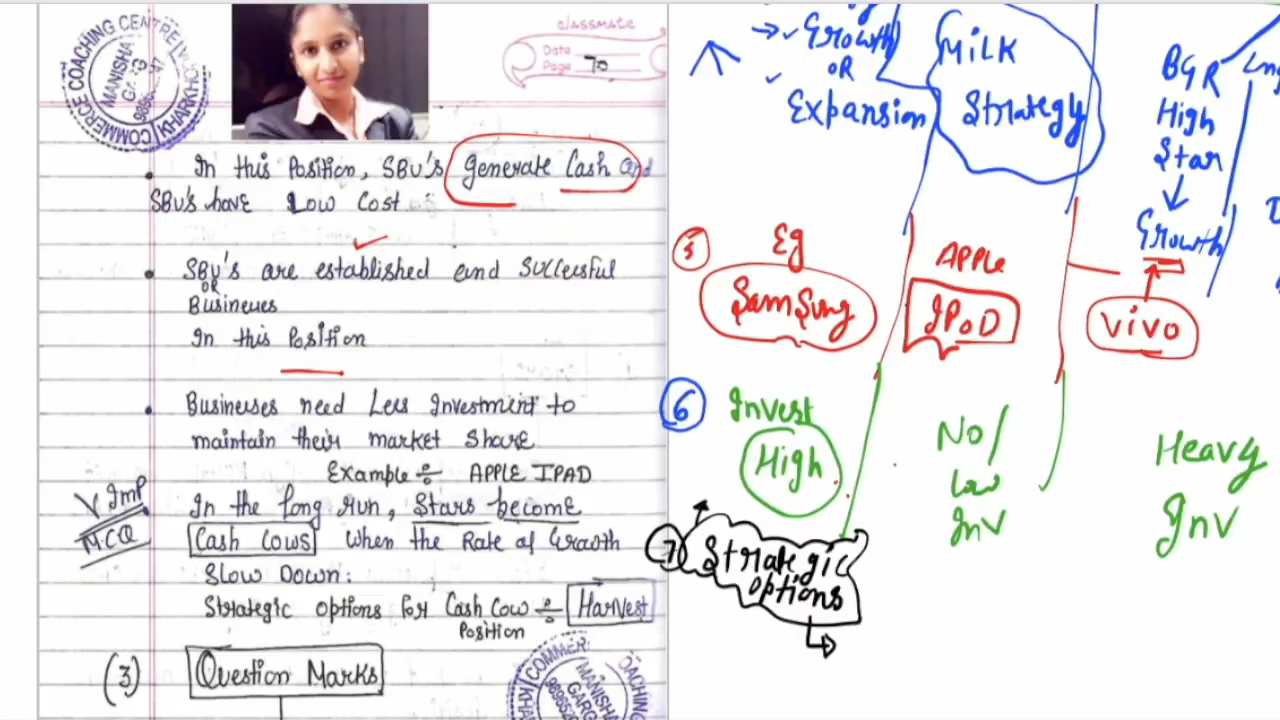 classmate
Date
Page 70
COMMERCE COACHING CENTRE
MANISHA
In this Position, SBU's generate Cash and
SBU's have Low Cost
SBU's are established and Successful
OR
Businesses
In this Position
Businesses need Less Investment to
maintain their market Share
Example ÷ APPLE IPAD
V Imp
MCQ
In the long run, Stars become
Cash Cows When the Rate of Growth
Slow Down:
Strategic options for Cash Cow ÷ Harvest
Position
(3) Question Marks
MANISHA
GARG
→ Growth
OR
Expansion
MILK
Strategy
BGR
High
Star
Growth
5
Eg
SamSung
APPLE
IPOD
VIVO
6
Invest
High
No/
Low
Inv
Heavy
Inv
7
Strategic
options